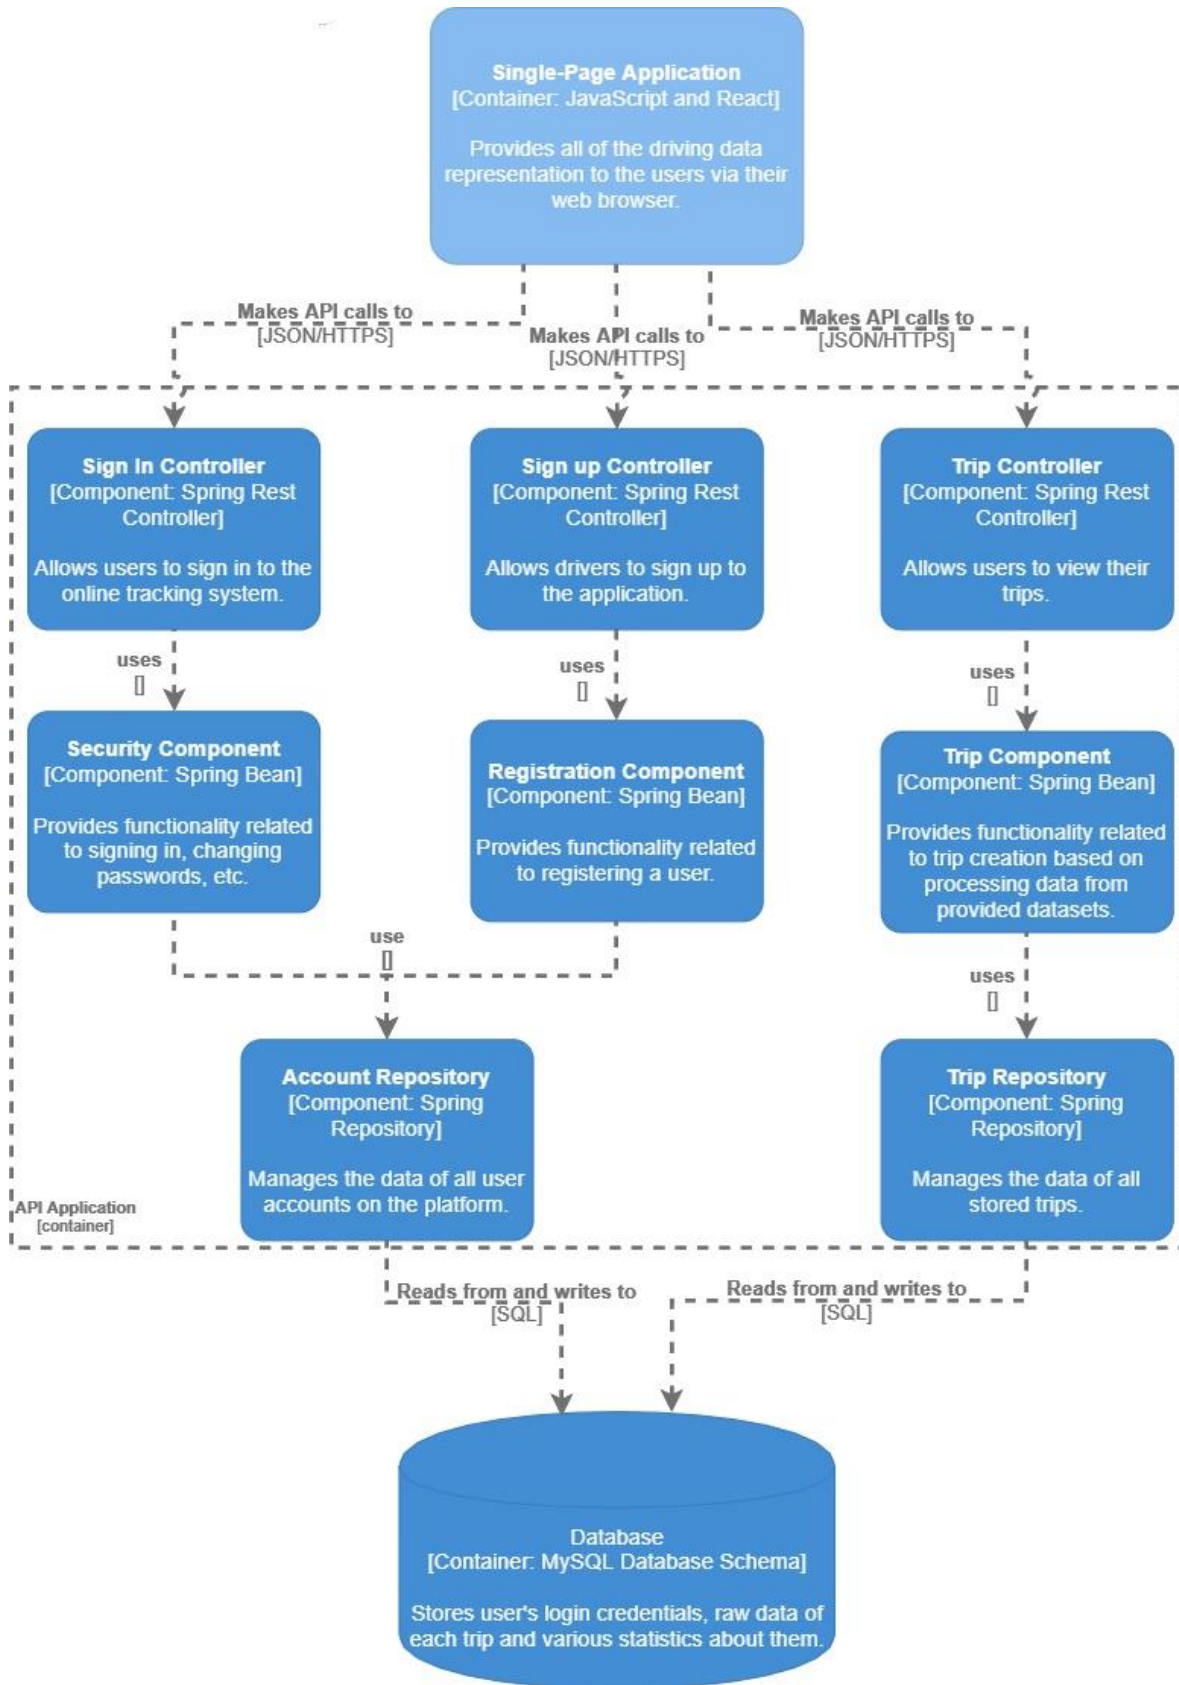 Single-Page Application
[Container: JavaScript and React]
Provides all of the driving data
representation to the users via their
web browser.
Makes API calls to
[JSON/HTTPS]
Makes API calls to
[JSON/HTTPS]
Makes API calls to
[JSON/HTTPS]
Sign In Controller
[Component: Spring Rest
Controller]
Allows users to sign in to the
online tracking system.
Sign up Controller
[Component: Spring Rest
Controller]
Allows drivers to sign up to
the application.
Trip Controller
[Component: Spring Rest
Controller]
Allows users to view their
trips.
uses
[]
uses
[]
uses
[]
Security Component
[Component: Spring Bean]
Provides functionality related
to signing in, changing
passwords, etc.
Registration Component
[Component: Spring Bean]
Provides functionality related
to registering a user.
Trip Component
[Component: Spring Bean]
Provides functionality related
to trip creation based on
processing data from
provided datasets.
use
[]
uses
[]
Account Repository
[Component: Spring
Repository]
Manages the data of all user
accounts on the platform.
Trip Repository
[Component: Spring
Repository]
Manages the data of all
stored trips.
API Application
[container]
Reads from and writes to
[SQL]
Reads from and writes to
[SQL]
Database
[Container: MySQL Database Schema]
Stores user's login credentials, raw data of
each trip and various statistics about them.